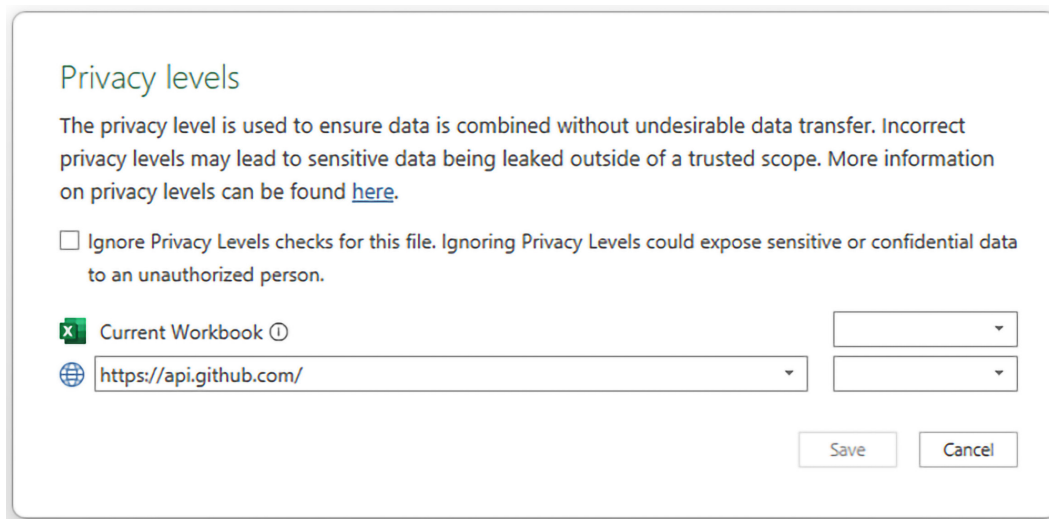 Privacy levels
The privacy level is used to ensure data is combined without undesirable data transfer. Incorrect
privacy levels may lead to sensitive data being leaked outside of a trusted scope. More information
on privacy levels can be found here.
Ignore Privacy Levels checks for this file. Ignoring Privacy Levels could expose sensitive or confidential data
to an unauthorized person.
Current Workbook
https://api.github.com/
Save Cancel